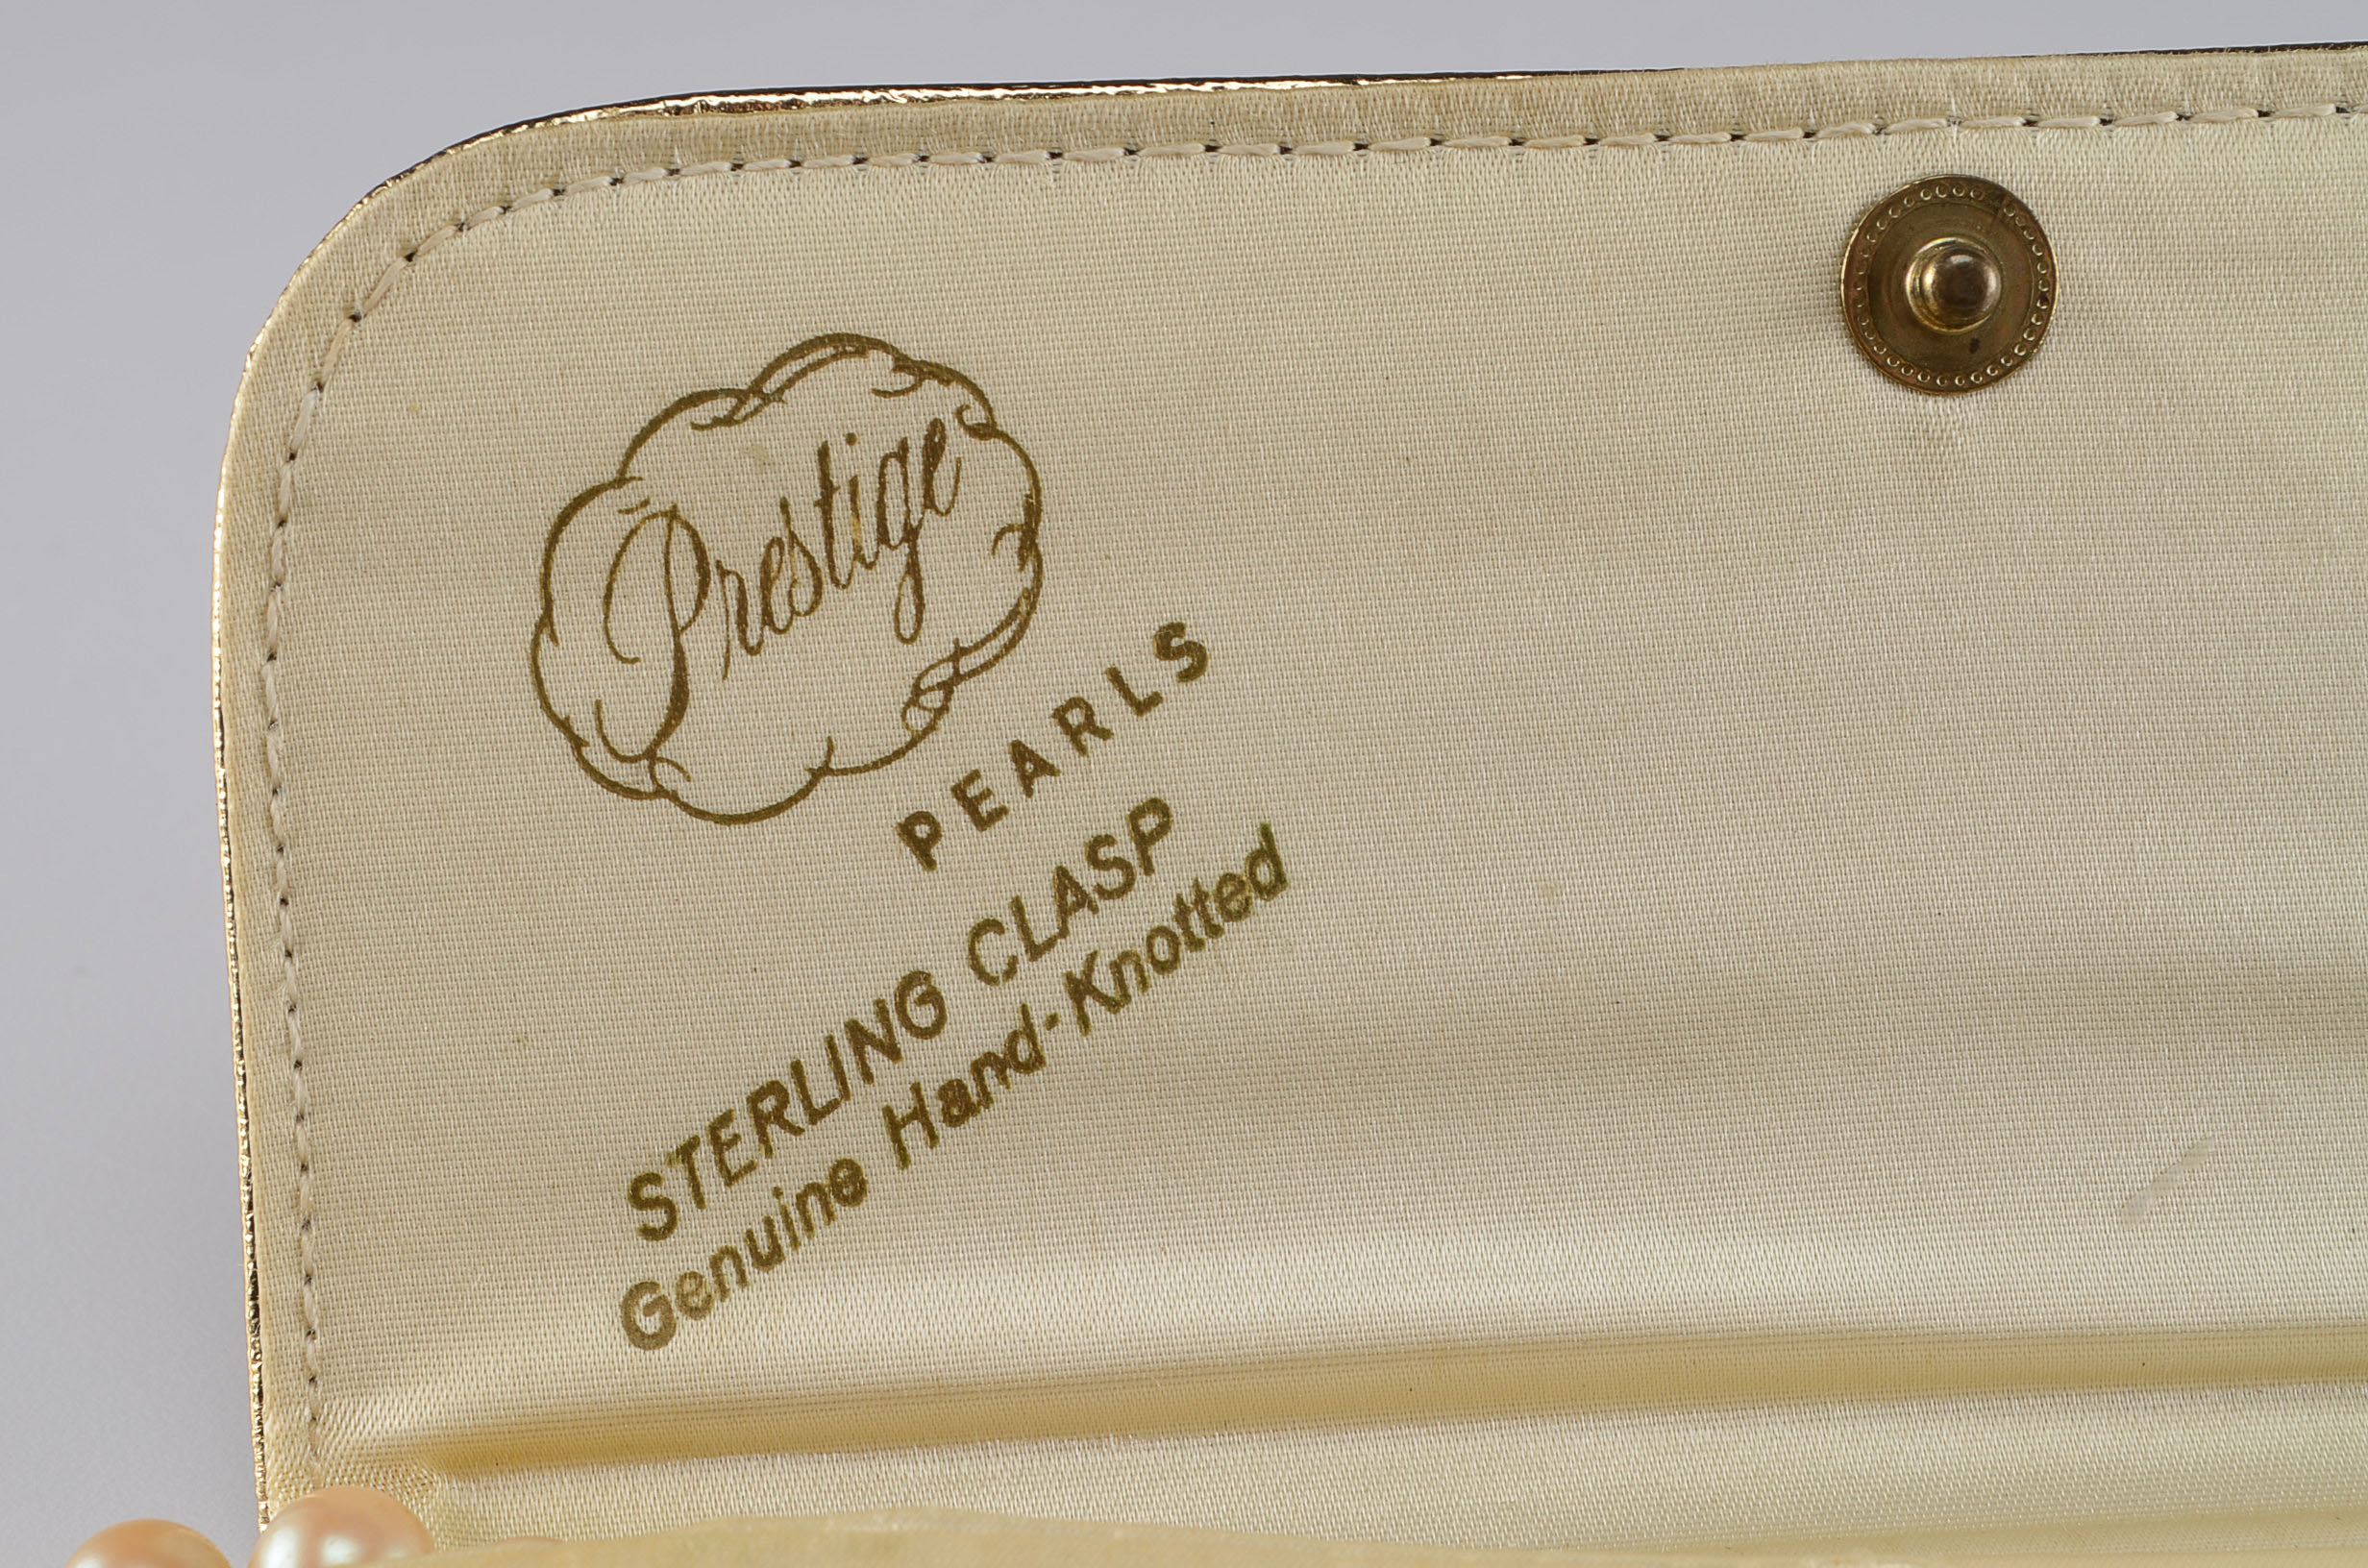 Prestige
PEARLS
STERLING CLASP
Genuine Hand-Knotted